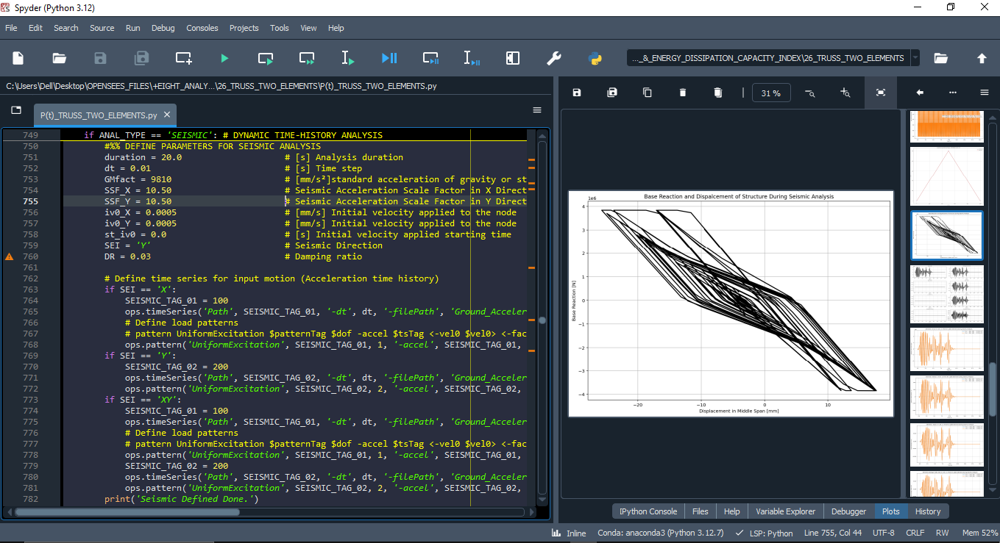 Spyder (Python 3.12)
File Edit Search Source Run Debug Consoles Projects Tools View Help
..._&_ENERGY_DISSIPATION_CAPACITY_INDEX\26_TRUSS_TWO_ELEMENTS
C:\Users\Dell\Desktop\OPENSEES_FILES\+EIGHT_ANALY...\26_TRUSS_TWO_ELEMENTS\P(t)_TRUSS_TWO_ELEMENTS.py
P(t)_TRUSS_TWO_ELEMENTS.py
749 if ANAL_TYPE == 'SEISMIC': # DYNAMIC TIME-HISTORY ANALYSIS
750 #%% DEFINE PARAMETERS FOR SEISMIC ANALYSIS
751 duration = 20.0 # [s] Analysis duration
752 dt = 0.01 # [s] Time step
753 GMfact = 9810 # [mm/s²]standard acceleration of gravity or st
754 SSF_X = 10.50 # Seismic Acceleration Scale Factor in X Direct
755 SSF_Y = 10.50 # Seismic Acceleration Scale Factor in Y Direct
756 iv0_X = 0.0005 # [mm/s] Initial velocity applied to the node
757 iv0_Y = 0.0005 # [mm/s] Initial velocity applied to the node
758 st_iv0 = 0.0 # [s] Initial velocity applied starting time
759 SEI = 'Y' # Seismic Direction
760 DR = 0.03 # Damping ratio
761
762 # Define time series for input motion (Acceleration time history)
763 if SEI == 'X':
764 SEISMIC_TAG_01 = 100
765 ops.timeSeries('Path', SEISMIC_TAG_01, '-dt', dt, '-filePath', 'Ground_Acceler
766 # Define load patterns
767 # pattern UniformExcitation $patternTag $dof -accel $tsTag <-vel0 $vel0> <-fac
768 ops.pattern('UniformExcitation', SEISMIC_TAG_01, 1, '-accel', SEISMIC_TAG_01,
769 if SEI == 'Y':
770 SEISMIC_TAG_02 = 200
771 ops.timeSeries('Path', SEISMIC_TAG_02, '-dt', dt, '-filePath', 'Ground_Acceler
772 ops.pattern('UniformExcitation', SEISMIC_TAG_02, 2, '-accel', SEISMIC_TAG_02,
773 if SEI == 'XY':
774 SEISMIC_TAG_01 = 100
775 ops.timeSeries('Path', SEISMIC_TAG_01, '-dt', dt, '-filePath', 'Ground_Acceler
776 # Define load patterns
777 # pattern UniformExcitation $patternTag $dof -accel $tsTag <-vel0 $vel0> <-fac
778 ops.pattern('UniformExcitation', SEISMIC_TAG_01, 1, '-accel', SEISMIC_TAG_01,
779 SEISMIC_TAG_02 = 200
780 ops.timeSeries('Path', SEISMIC_TAG_02, '-dt', dt, '-filePath', 'Ground_Acceler
781 ops.pattern('UniformExcitation', SEISMIC_TAG_02, 2, '-accel', SEISMIC_TAG_02,
782 print('Seismic Defined Done.')
31 %
Base Reaction and Dispalcement of Structure During Seismic Analysis
1e6
4
3
2
1
0
−1
−2
−3
−4
Base Reaction [N]
−20 −10 0 10
Displacement in Middle Span [mm]
IPython Console Files Help Variable Explorer Debugger Plots History
Inline Conda: anaconda3 (Python 3.12.7) LSP: Python Line 755, Col 44 UTF-8 CRLF RW Mem 52%